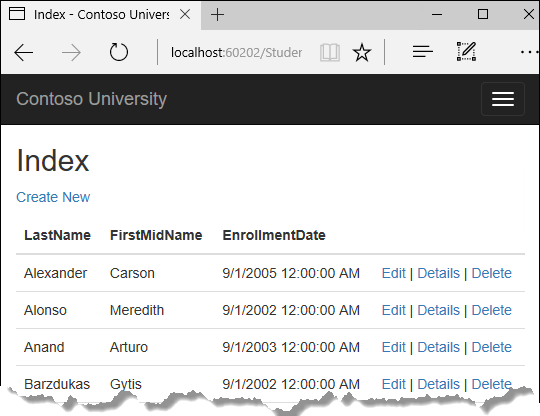 Index - Contoso Univers
localhost:60202/Studer
Contoso University
Index
Create New
LastName FirstMidName EnrollmentDate
Alexander Carson 9/1/2005 12:00:00 AM Edit | Details | Delete
Alonso Meredith 9/1/2002 12:00:00 AM Edit | Details | Delete
Anand Arturo 9/1/2003 12:00:00 AM Edit | Details | Delete
Barzdukas Gytis 9/1/2002 12:00:00 AM Edit | Details | Delete